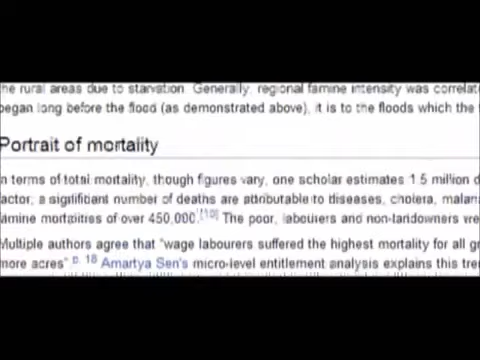 the rural areas due to starvation. Generally, regional famine intensity was correlate
began long before the flood (as demonstrated above), it is to the floods which the
Portrait of mortality
n terms of total mortality, though figures vary, one scholar estimates 1.5 million d
actor; a significant number of deaths are attributable to diseases, cholera, malari
amine mortalities of over 450,000.[10] The poor, labourers and non-landowners we
Multiple authors agree that "wage labourers suffered the highest mortality for all g
more acres" p. 18 Amartya Sen's micro-level entitlement analysis explains this tre